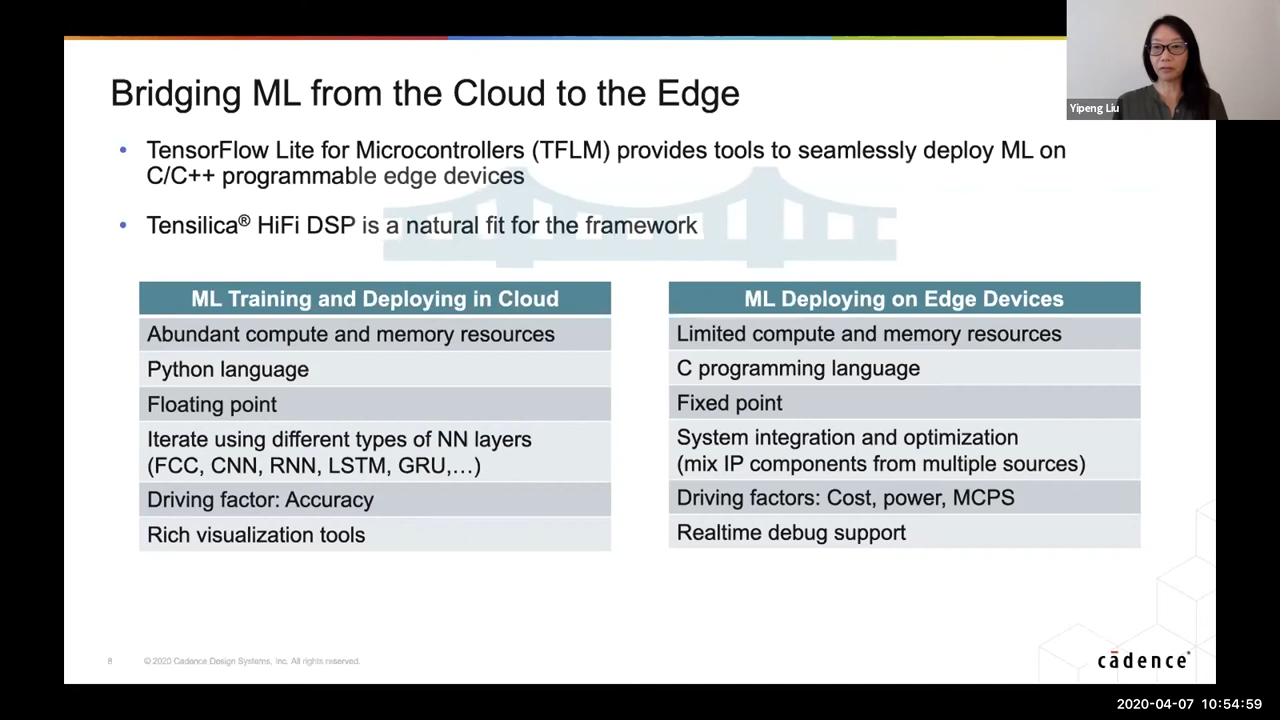 Bridging ML from the Cloud to the Edge
Yipeng Liu
• TensorFlow Lite for Microcontrollers (TFLM) provides tools to seamlessly deploy ML on
C/C++ programmable edge devices
• Tensilica® HiFi DSP is a natural fit for the framework
ML Training and Deploying in Cloud
Abundant compute and memory resources
Python language
Floating point
Iterate using different types of NN layers
(FCC, CNN, RNN, LSTM, GRU,…)
Driving factor: Accuracy
Rich visualization tools
ML Deploying on Edge Devices
Limited compute and memory resources
C programming language
Fixed point
System integration and optimization
(mix IP components from multiple sources)
Driving factors: Cost, power, MCPS
Realtime debug support
8 © 2020 Cadence Design Systems, Inc. All rights reserved.
cādence®
2020-04-07 10:54:59